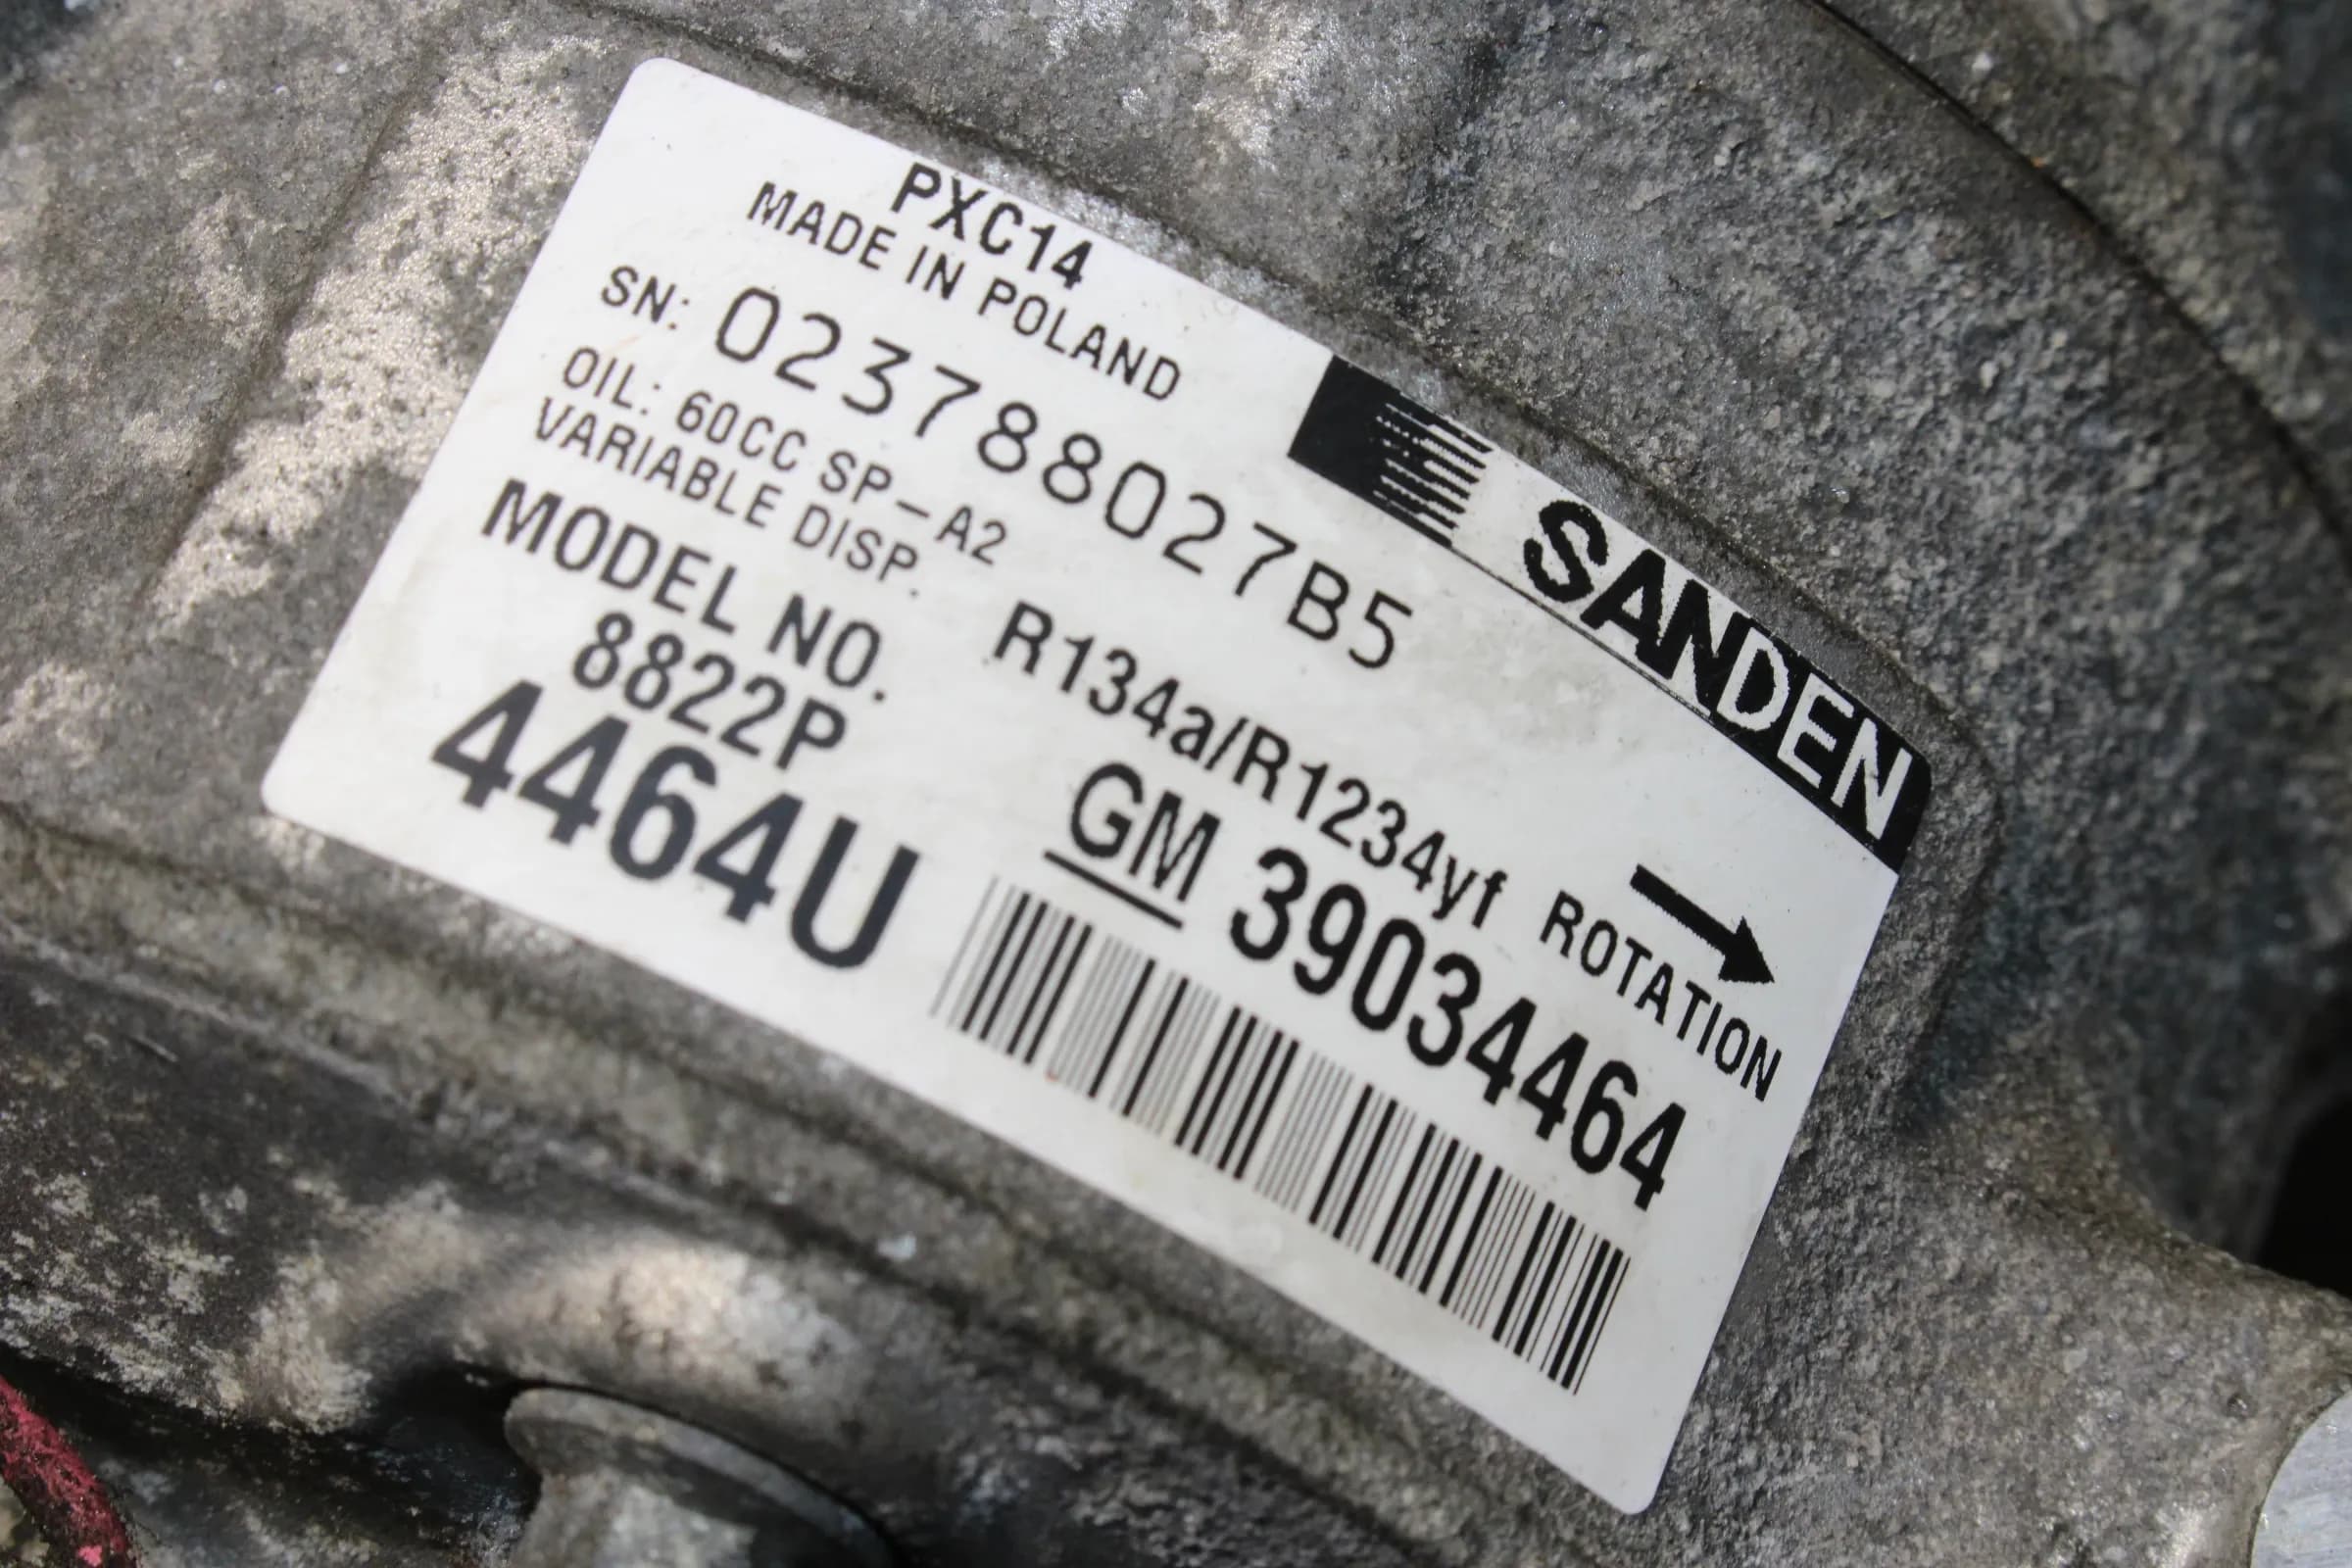 PXC14
MADE IN POLAND
SANDEN
SN: 023788027B5
OIL: 60CC SP-A2
VARIABLE DISP.
R134a/R1234yf
ROTATION
MODEL NO.
8822P
4464U
GM 39034464